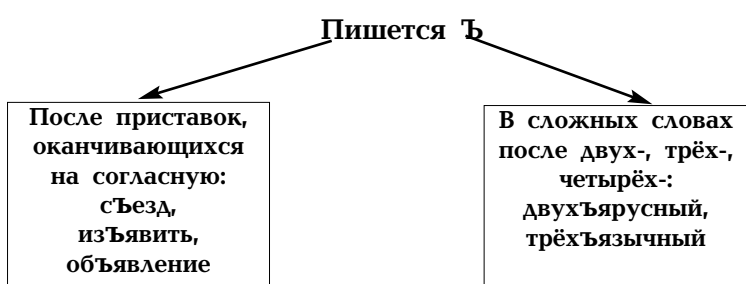 Пишется Ъ
После приставок,
оканчивающихся
на согласную:
сЪезд,
изЪявить,
объявление
В сложных словах
после двух-, трёх-,
четырёх-:
двухЪярусный,
трёхЪязычный